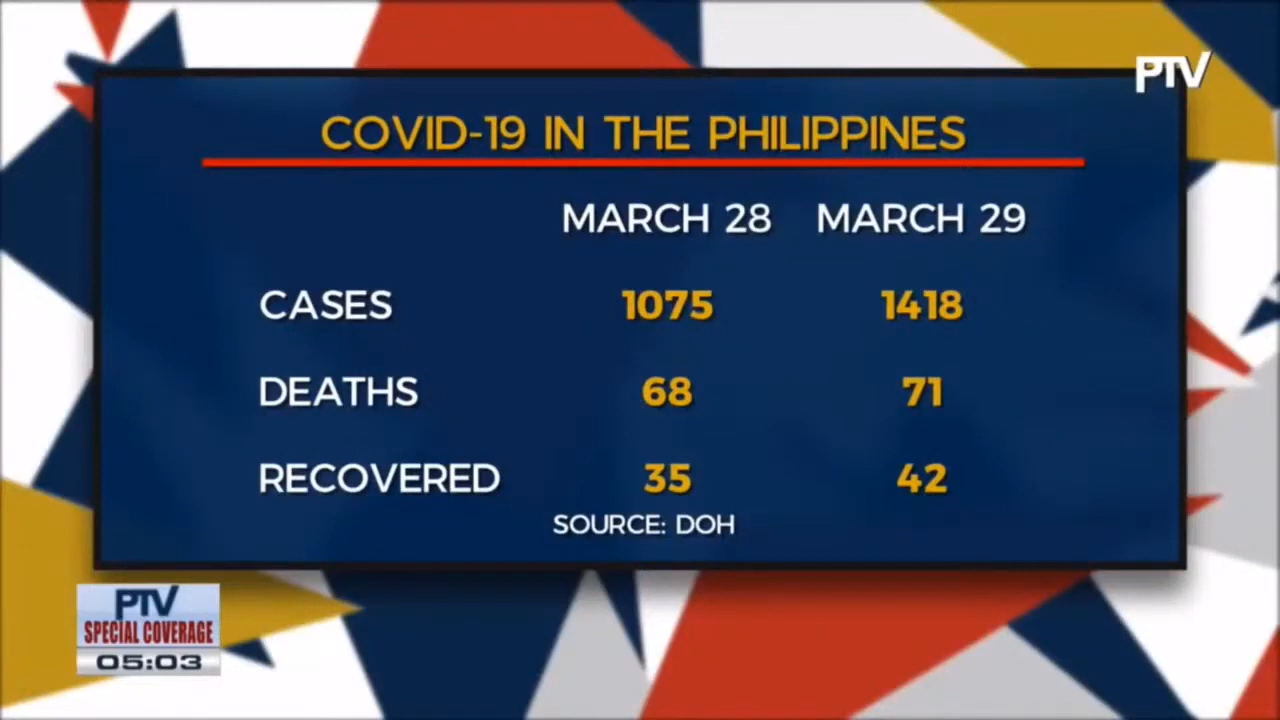 PTV
COVID-19 IN THE PHILIPPINES
MARCH 28 MARCH 29
CASES 1075 1418
DEATHS 68 71
RECOVERED 35 42
SOURCE: DOH
PTV
SPECIAL COVERAGE
05:03